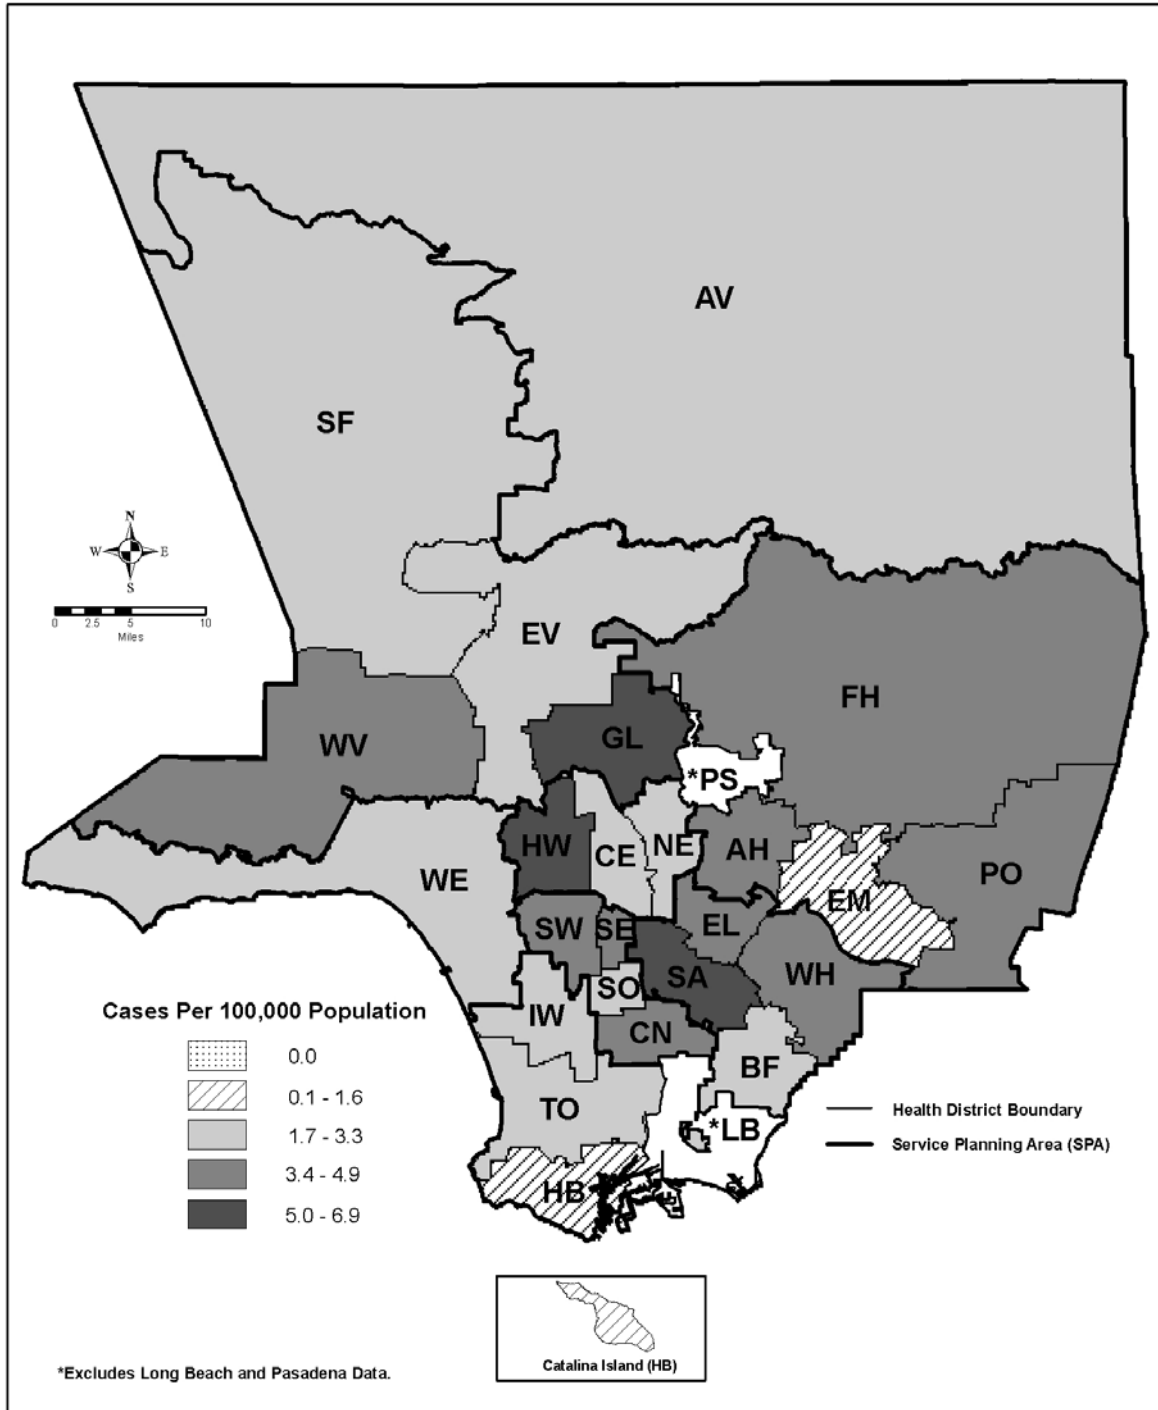 AV
SF
N
W E
S
0 2.5 5 10
Miles
EV
FH
WV
GL
*PS
HW
CE
NE
AH
WE
PO
EM
SW
SE
EL
SA
WH
SO
IW
CN
BF
TO
*LB
HB
Cases Per 100,000 Population
0.0
0.1 - 1.6
1.7 - 3.3
3.4 - 4.9
5.0 - 6.9
Health District Boundary
Service Planning Area (SPA)
Catalina Island (HB)
*Excludes Long Beach and Pasadena Data.